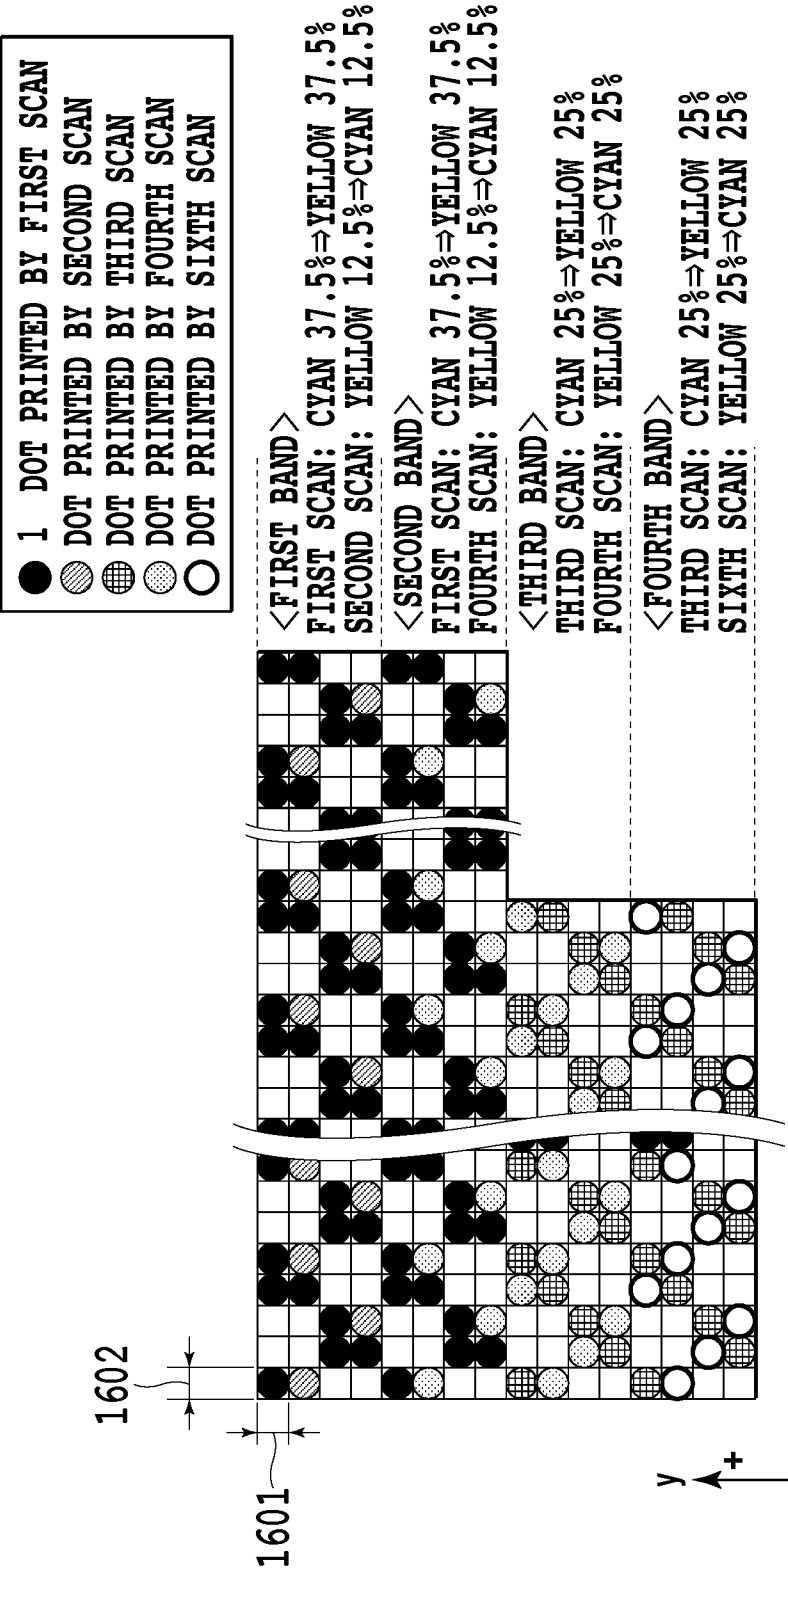 ● 1 DOT PRINTED BY FIRST SCAN
DOT PRINTED BY SECOND SCAN
DOT PRINTED BY THIRD SCAN
DOT PRINTED BY FOURTH SCAN
DOT PRINTED BY SIXTH SCAN
<FIRST BAND>
FIRST SCAN: CYAN 37.5%⇒YELLOW 37.5%
SECOND SCAN: YELLOW 12.5%⇒CYAN 12.5%
<SECOND BAND>
FIRST SCAN: CYAN 37.5%⇒YELLOW 37.5%
FOURTH SCAN: YELLOW 12.5%⇒CYAN 12.5%
<THIRD BAND>
THIRD SCAN: CYAN 25%⇒YELLOW 25%
FOURTH SCAN: YELLOW 25%⇒CYAN 25%
<FOURTH BAND>
THIRD SCAN: CYAN 25%⇒YELLOW 25%
SIXTH SCAN: YELLOW 25%⇒CYAN 25%
1602
1601
y
+